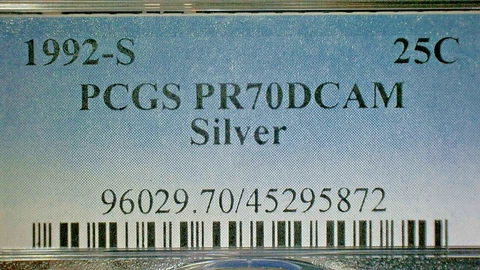 1992-S 25C
PCGS PR70DCAM
Silver
96029.70/45295872